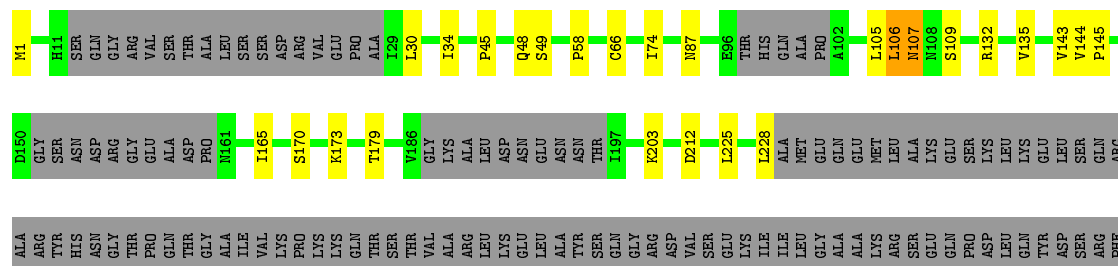 M1 H11 SER GLN GLY ARG VAL SER THR ALA LEU SER SER ASP ARG VAL GLU PRO ALA I29 L30 I34 P45 Q48 S49 P58 C66 I74 N87 E96 THR HIS GLN ALA PRO A102 L105 L106 N107 N108 S109 R132 V135 V143 V144 P145
D150 GLY SER ASN ASP ARG GLY GLU ALA ASP PRO N161 I165 S170 K173 T179 V186 GLY LYS ALA LEU ASP ASN GLU ASN ASN THR I197 K203 D212 L225 L228 ALA MET GLU GLN GLU MET LEU ALA LYS GLU SER LYS LEU LYS GLU LEU SER GLN ARG
ALA ARG TYR HIS ASN GLY THR PRO GLN THR GLY ALA ILE VAL LYS PRO LYS LYS GLN THR SER THR VAL ALA ARG LEU LYS GLU LEU ALA TYR SER GLN GLY ARG ASP VAL SER GLU LYS ILE ILE LEU GLY ALA ALA LYS ARG SER GLU GLN PRO ASP LEU GLN TYR ASP SER ARG